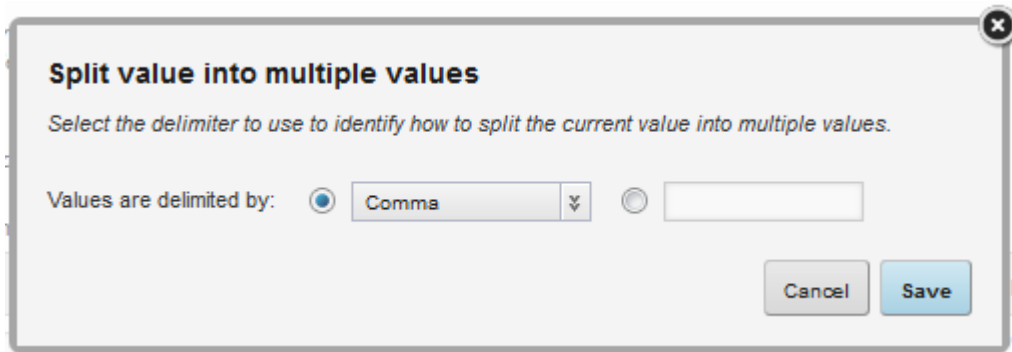 Split value into multiple values
Select the delimiter to use to identify how to split the current value into multiple values.
Values are delimited by: Comma
Cancel Save